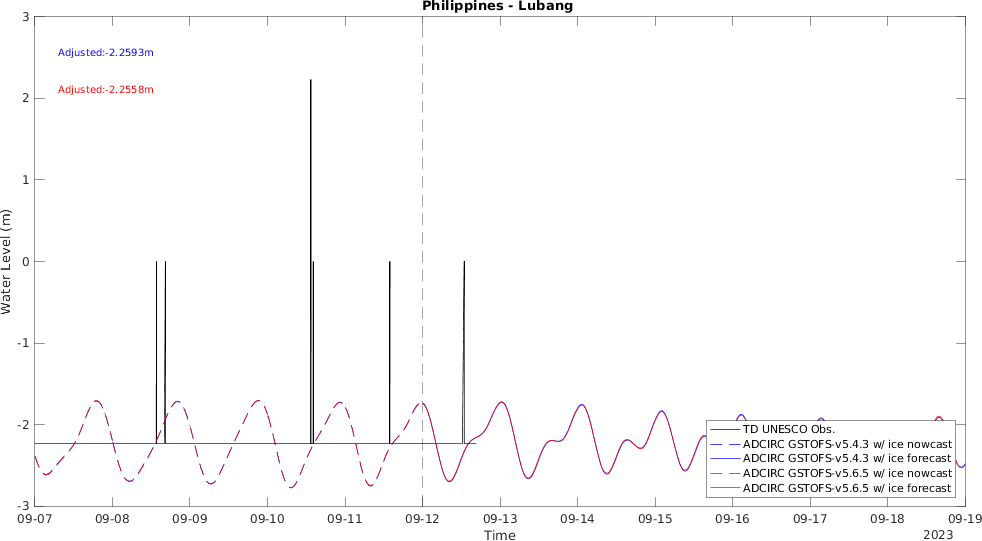 Philippines - Lubang
3
2
1
0
-1
-2
-3
Water Level (m)
Adjusted:-2.2593m
Adjusted:-2.2558m
TD UNESCO Obs.
ADCIRC GSTOFS-v5.4.3 w/ ice nowcast
ADCIRC GSTOFS-v5.4.3 w/ ice forecast
ADCIRC GSTOFS-v5.6.5 w/ ice nowcast
ADCIRC GSTOFS-v5.6.5 w/ ice forecast
09-07 09-08 09-09 09-10 09-11 09-12 09-13 09-14 09-15 09-16 09-17 09-18 09-19
Time
2023